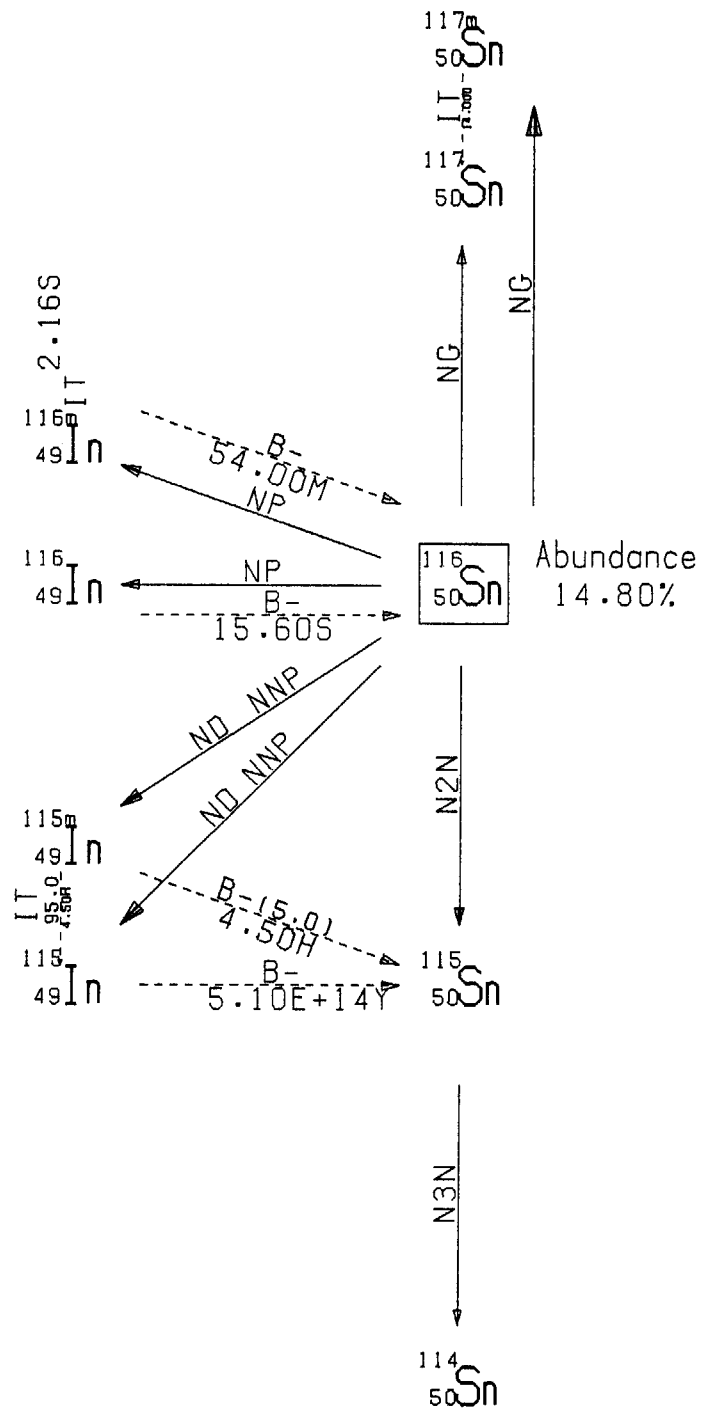 117m
50Sn
IT
117
50Sn
NG
NG
IT 2.16S
116m
49In
B-
54.00M
NP
116
49In
NP
B-
15.60S
116
50Sn
Abundance
14.80%
ND NNP
ND NNP
N2N
115m
49In
IT
95.0
4.50H
B-(5.0)
4.50H
115
49In
B-
5.10E+14Y
115
50Sn
N3N
114
50Sn